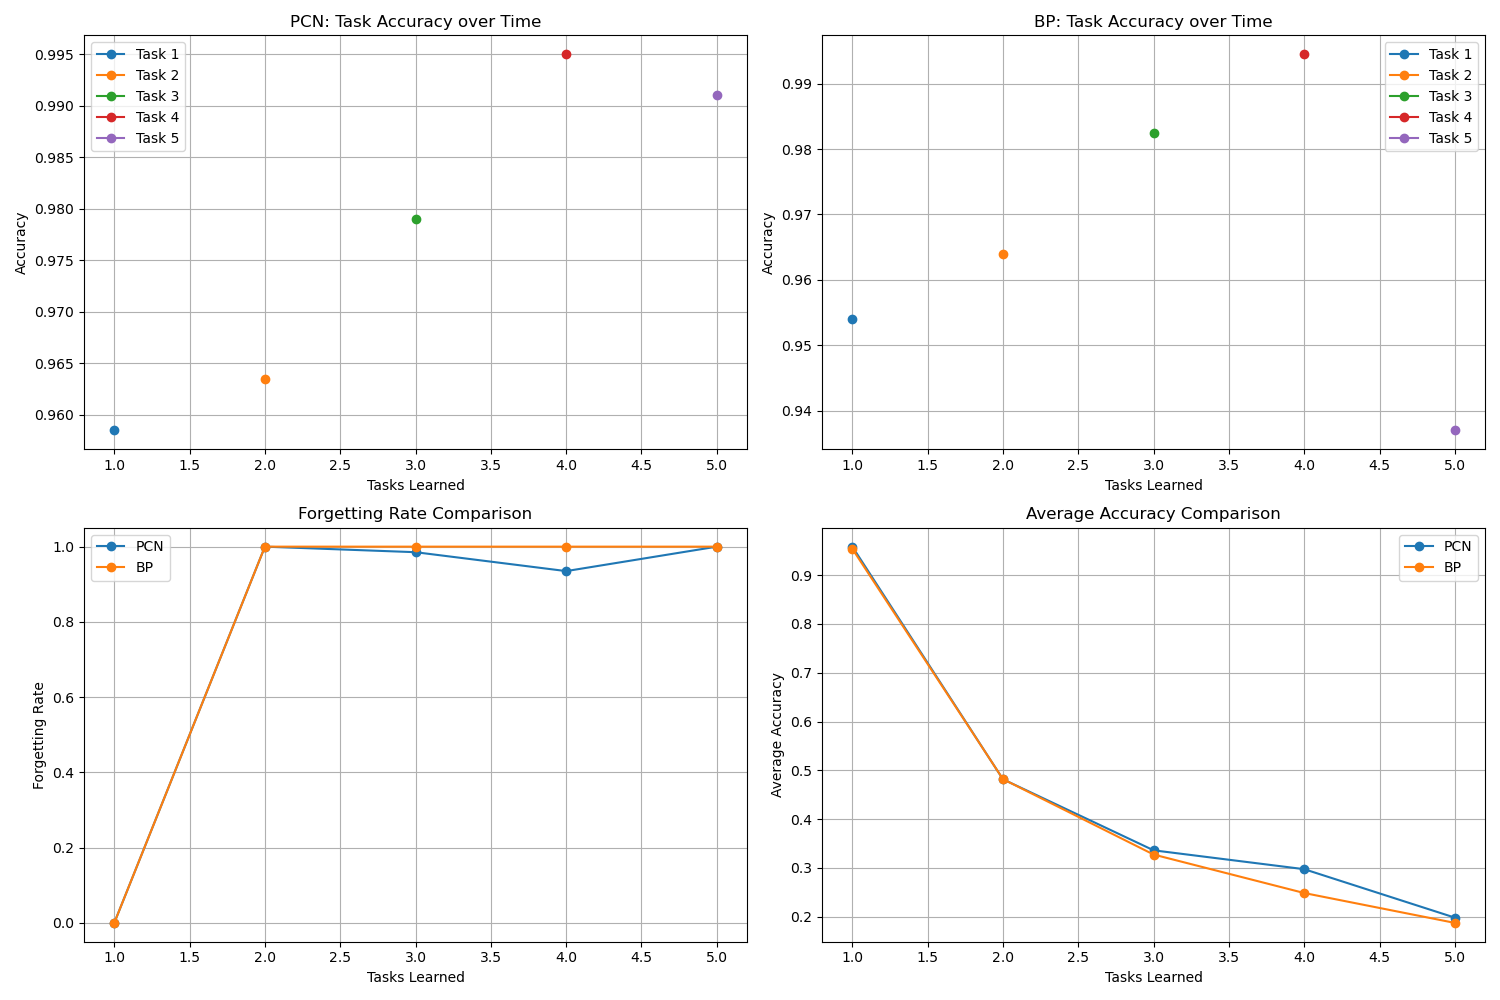 PCN: Task Accuracy over Time
Accuracy
0.995
0.990
0.985
0.980
0.975
0.970
0.965
0.960
Task 1
Task 2
Task 3
Task 4
Task 5
1.0 1.5 2.0 2.5 3.0 3.5 4.0 4.5 5.0
Tasks Learned
BP: Task Accuracy over Time
Accuracy
0.99
0.98
0.97
0.96
0.95
0.94
Task 1
Task 2
Task 3
Task 4
Task 5
1.0 1.5 2.0 2.5 3.0 3.5 4.0 4.5 5.0
Tasks Learned
Forgetting Rate Comparison
Forgetting Rate
1.0
0.8
0.6
0.4
0.2
0.0
PCN
BP
1.0 1.5 2.0 2.5 3.0 3.5 4.0 4.5 5.0
Tasks Learned
Average Accuracy Comparison
Average Accuracy
0.9
0.8
0.7
0.6
0.5
0.4
0.3
0.2
PCN
BP
1.0 1.5 2.0 2.5 3.0 3.5 4.0 4.5 5.0
Tasks Learned